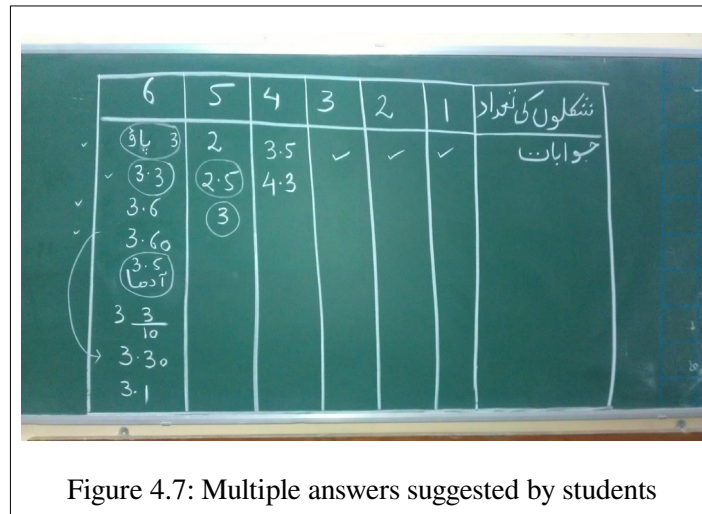 شکلوں کی تعداد 1 2 3 4 5 6
جوابات ✓ ✓ ✓ 3.5 2 3 پاؤ ✓
4.3 2.5 3.3 ✓
3 3.6 ✓
3.60 ✓
3.5
آدھا
3 3/10
3.30
3.1
Figure 4.7: Multiple answers suggested by students